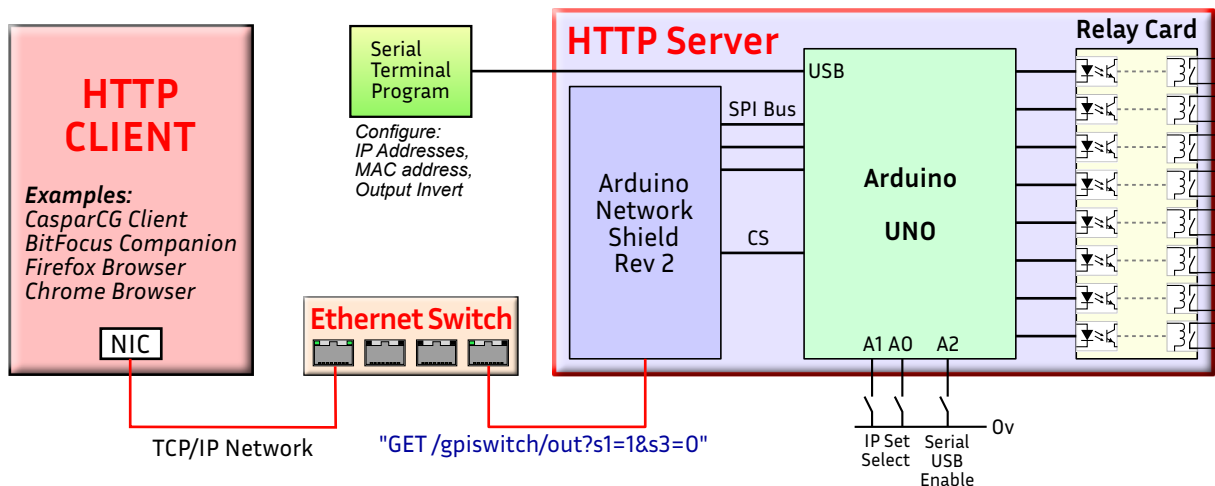 HTTP
CLIENT
Examples:
CasparCG Client
BitFocus Companion
Firefox Browser
Chrome Browser
NIC
TCP/IP Network
Serial
Terminal
Program
Configure:
IP Addresses,
MAC address,
Output Invert
Ethernet Switch
"GET /gpiswitch/out?s1=1&s3=0"
HTTP Server
Arduino
Network
Shield
Rev 2
SPI Bus
CS
USB
Arduino
UNO
A1 A0 A2
Relay Card
0v
IP Set
Select
Serial
USB
Enable